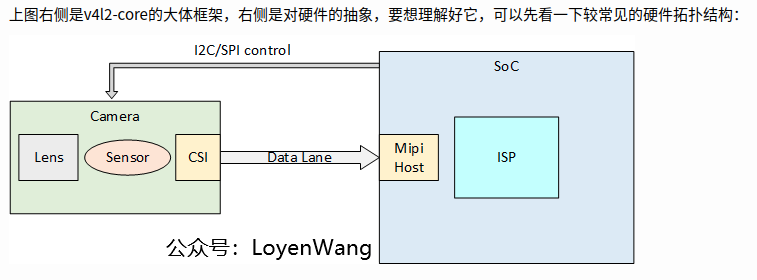 上图右侧是v4l2-core的大体框架，右侧是对硬件的抽象，要想理解好它，可以先看一下较常见的硬件拓扑结构：
I2C/SPI control
SoC
Camera
Lens
Sensor
CSI
Data Lane
Mipi
Host
ISP
公众号：LoyenWang